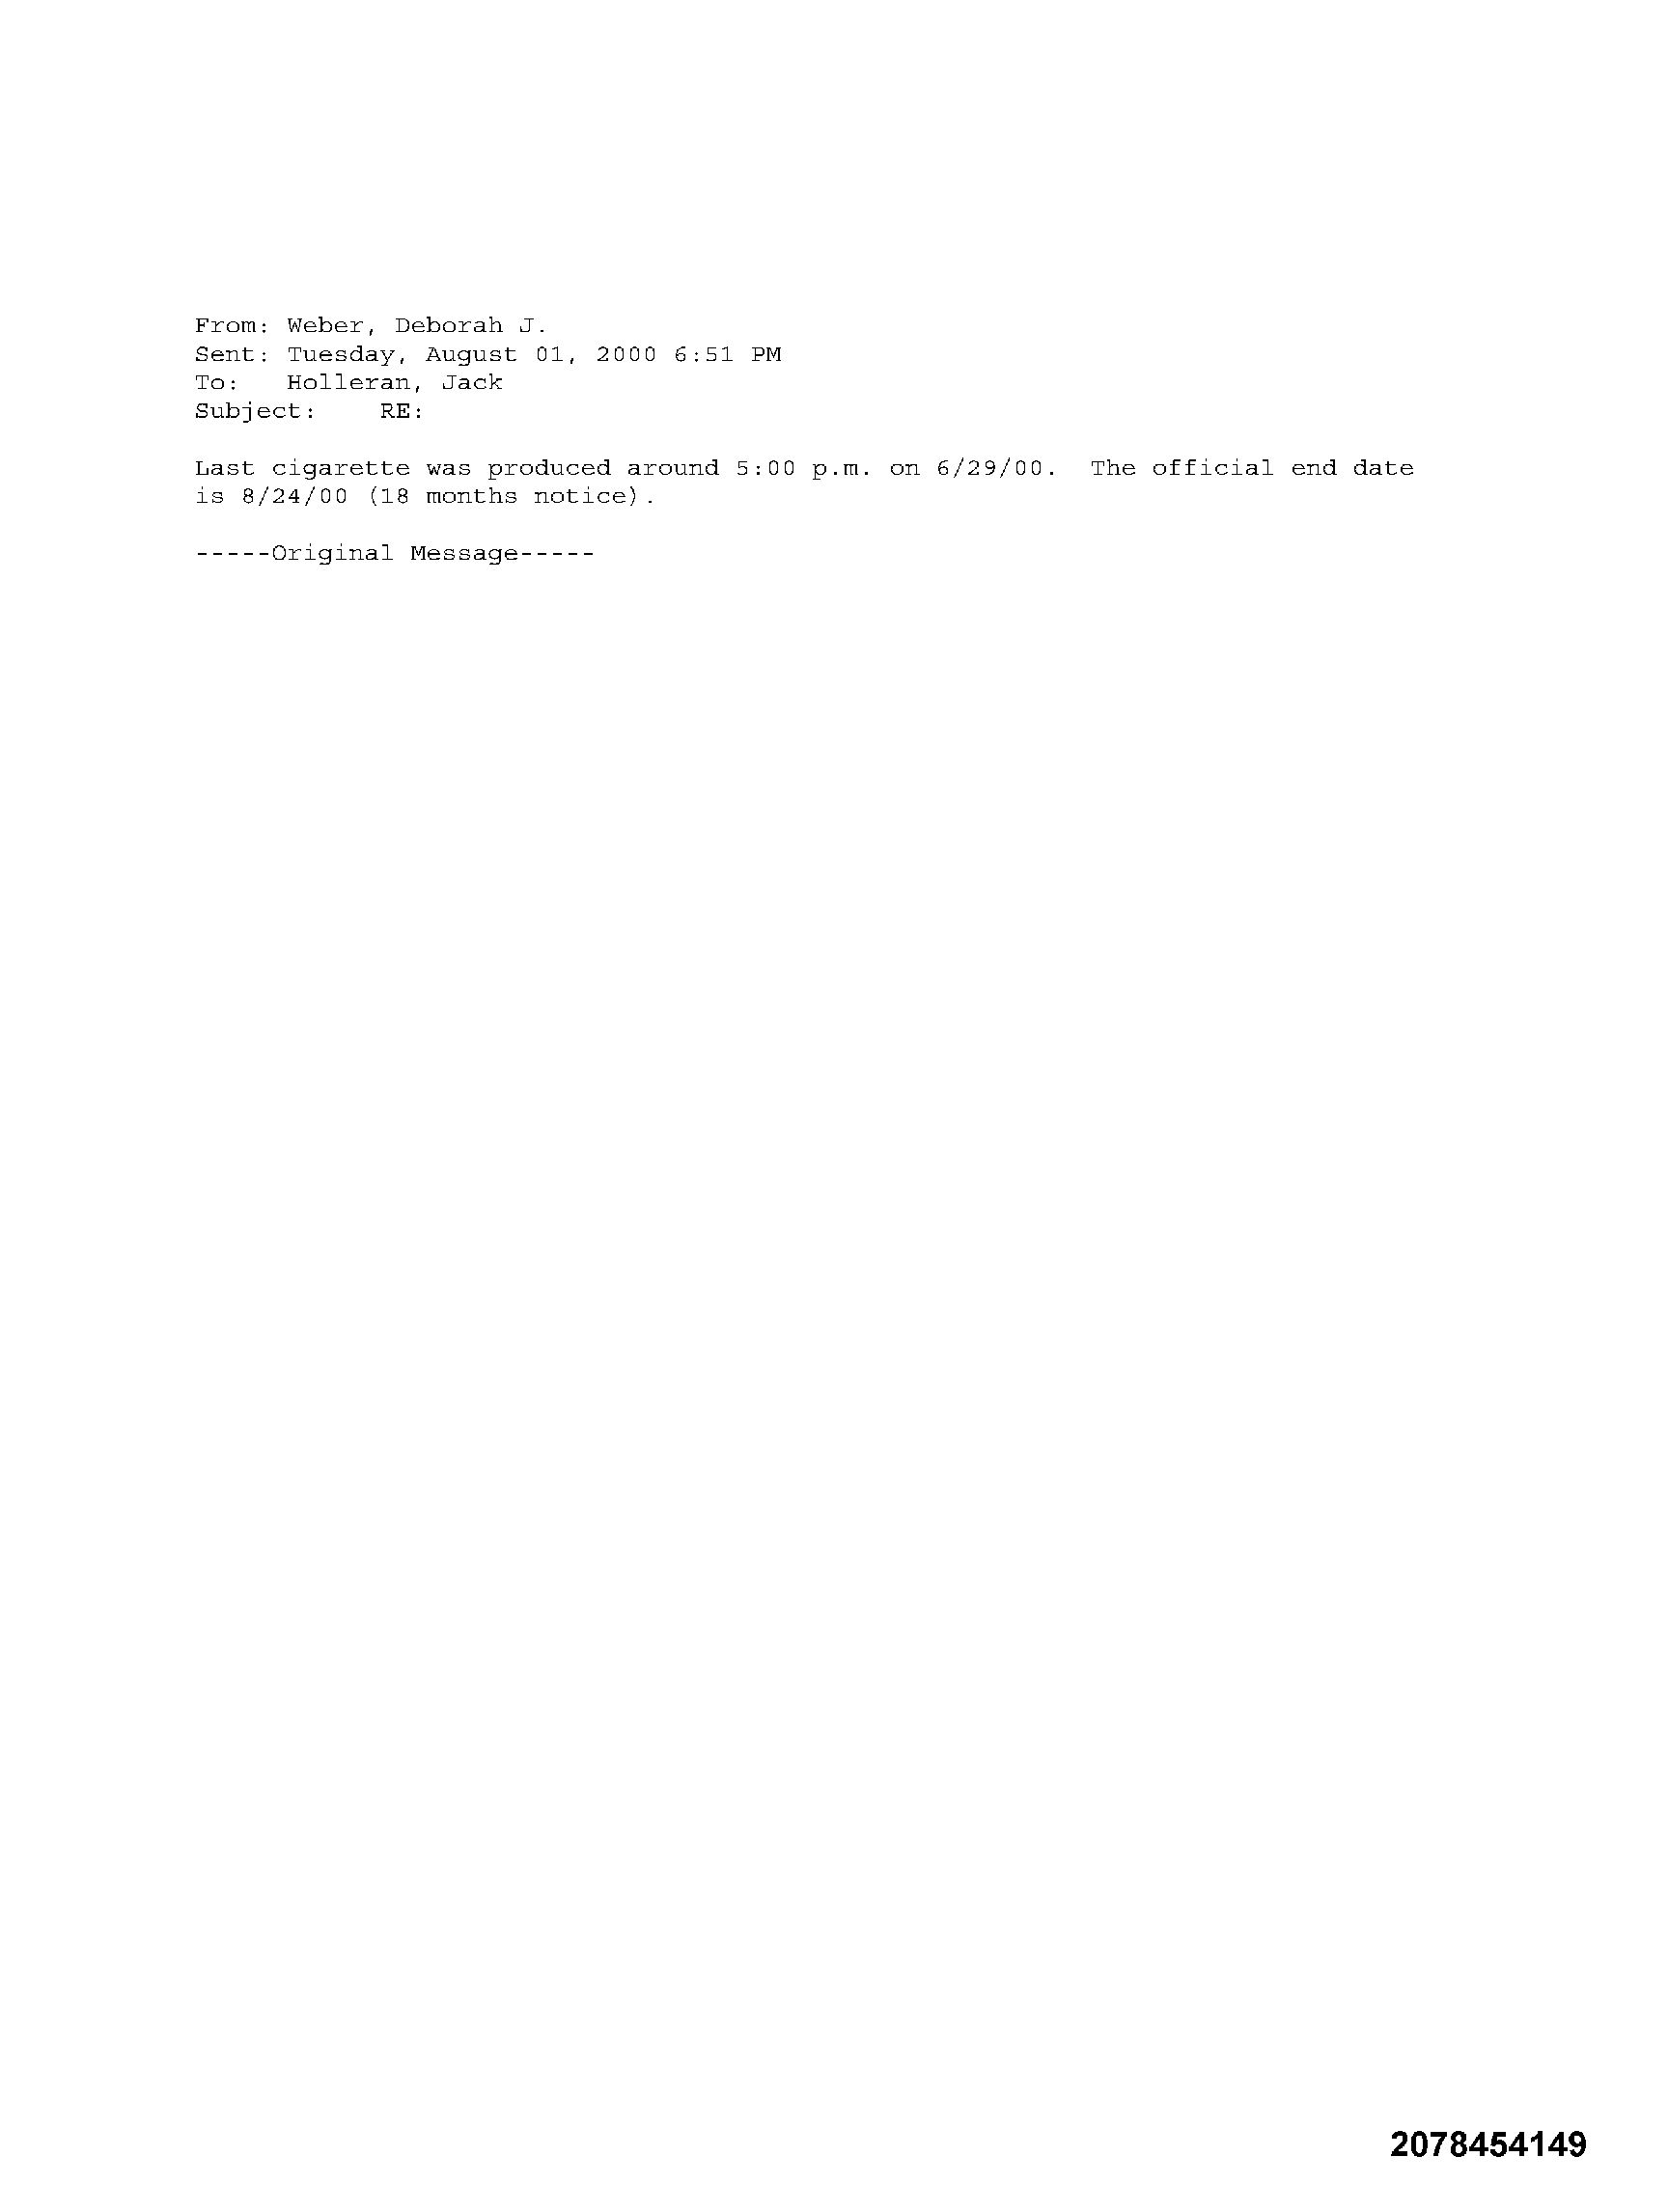 From: Weber, Deborah J.
Sent: Tuesday, August 01, 2000 6:51 PM
To:   Holleran, Jack
Subject:    RE:
Last cigarette was produced around 5:00 p.m. on 6/29/00.  The official end date
is 8/24/00 (18 months notice).
-----Original Message-----
2078454149